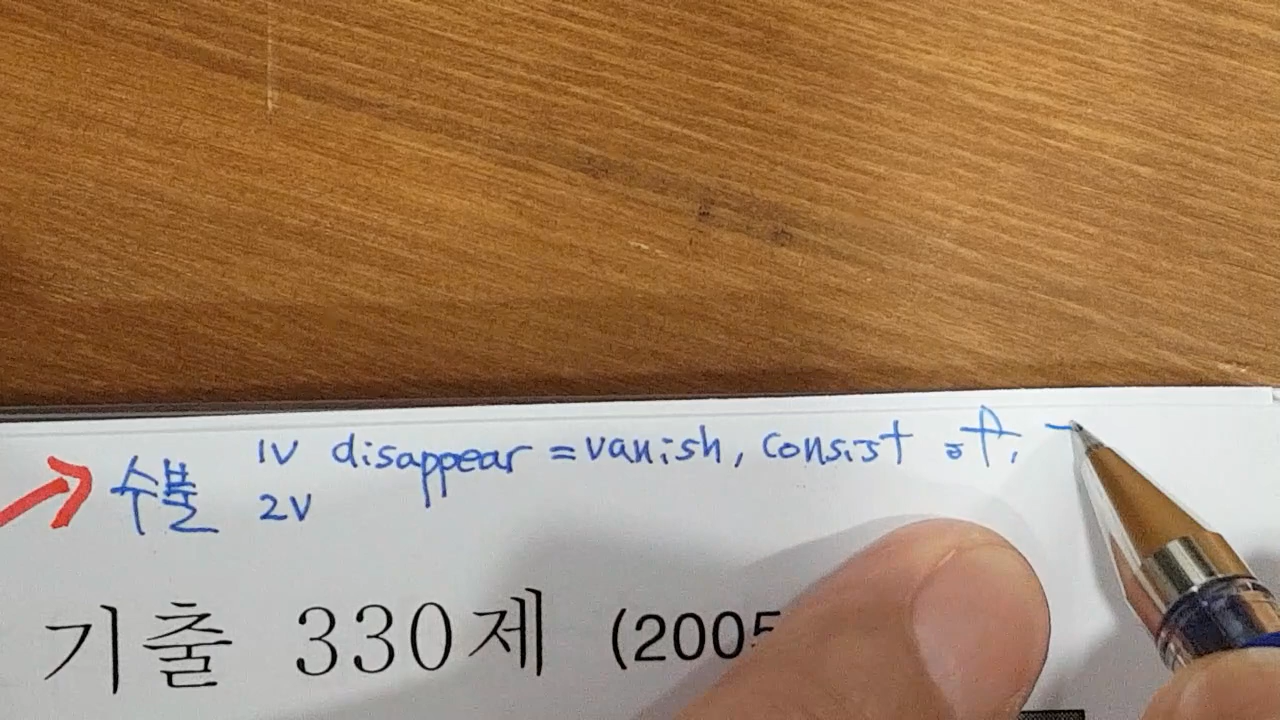 수불 1V disappear = vanish, consist of,
2V
기출 330제 (2005